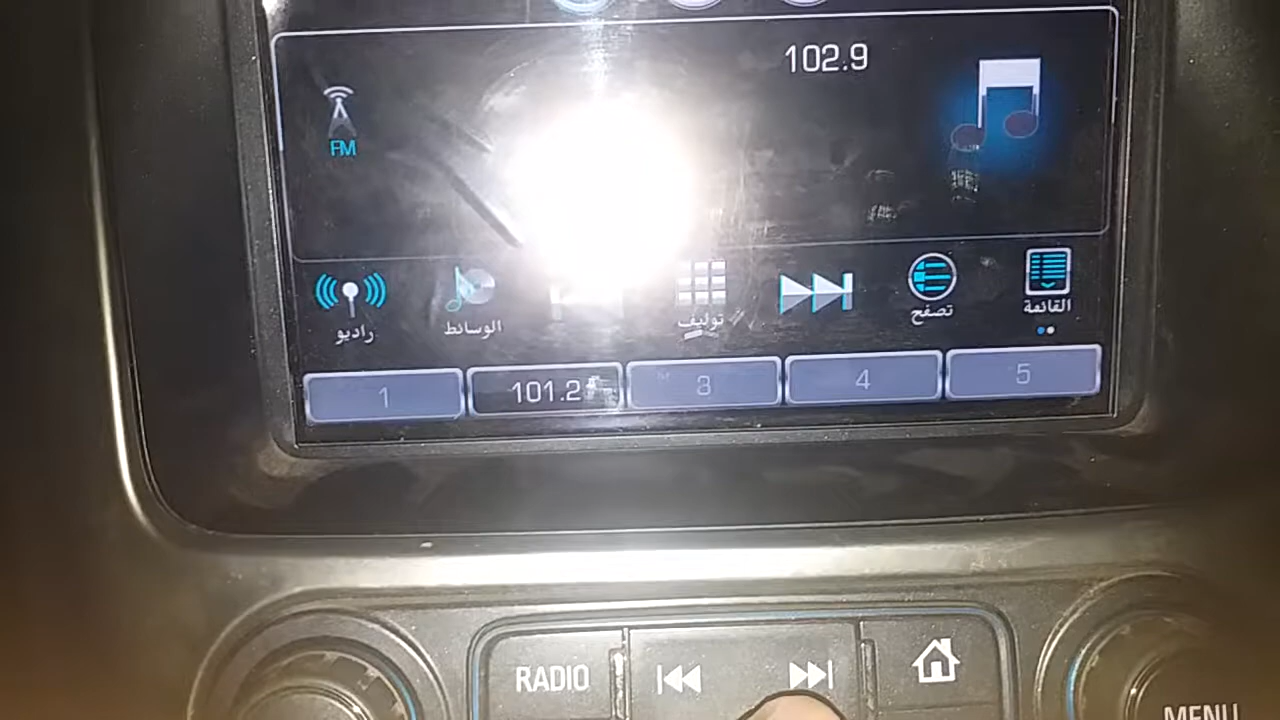 102.9
FM
راديو
الوسائط
توليف
تصفح
القائمة
1
101.2
3
4
5
RADIO
MENU